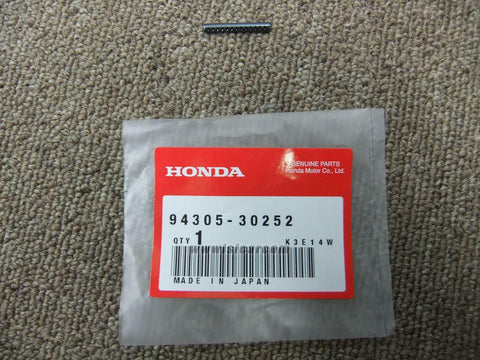 HONDA
GENUINE PARTS
Honda Motor Co., Ltd.
94305-30252
QTY 1
K3E14W
MADE IN JAPAN